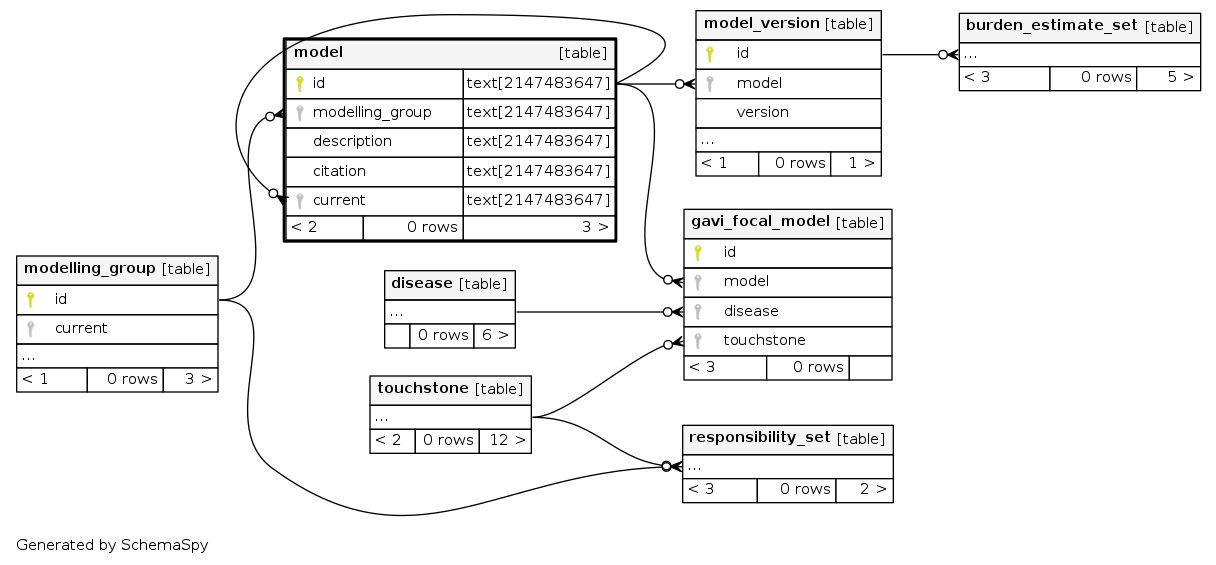 model [table]
id text[2147483647]
modelling_group text[2147483647]
description text[2147483647]
citation text[2147483647]
current text[2147483647]
< 2 0 rows 3 >
model_version [table]
id
model
version
...
< 1 0 rows 1 >
burden_estimate_set [table]
...
< 3 0 rows 5 >
gavi_focal_model [table]
id
model
disease
touchstone
< 3 0 rows
modelling_group [table]
id
current
...
< 1 0 rows 3 >
disease [table]
...
0 rows 6 >
touchstone [table]
...
< 2 0 rows 12 >
responsibility_set [table]
...
< 3 0 rows 2 >
Generated by SchemaSpy